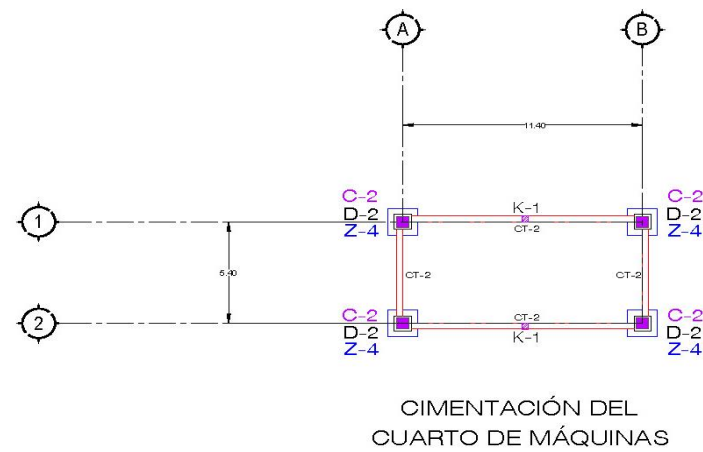 A B
11.40
C-2 C-2
D-2 K-1 D-2
1 Z-4 CT-2 Z-4
5.40 CT-2 CT-2
C-2 CT-2 C-2
2 D-2 K-1 D-2
Z-4 Z-4
CIMENTACIÓN DEL
CUARTO DE MÁQUINAS